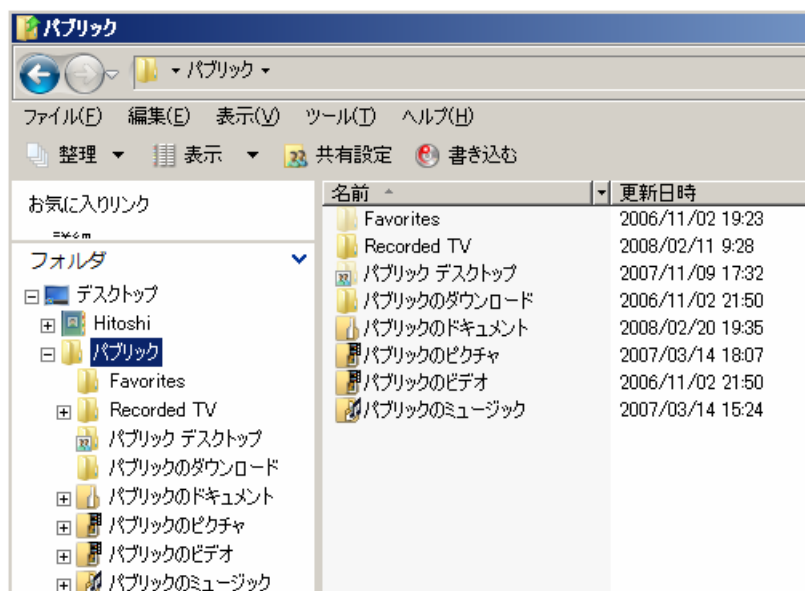 パブリック
パブリック
ファイル(F) 編集(E) 表示(V) ツール(T) ヘルプ(H)
整理 表示 共有設定 書き込む
お気に入りリンク
フォルダ
デスクトップ
Hitoshi
パブリック
Favorites
Recorded TV
パブリック デスクトップ
パブリックのダウンロード
パブリックのドキュメント
パブリックのピクチャ
パブリックのビデオ
パブリックのミュージック
名前 更新日時
Favorites 2006/11/02 19:23
Recorded TV 2008/02/11 9:28
パブリック デスクトップ 2007/11/09 17:32
パブリックのダウンロード 2006/11/02 21:50
パブリックのドキュメント 2008/02/20 19:35
パブリックのピクチャ 2007/03/14 18:07
パブリックのビデオ 2006/11/02 21:50
パブリックのミュージック 2007/03/14 15:24